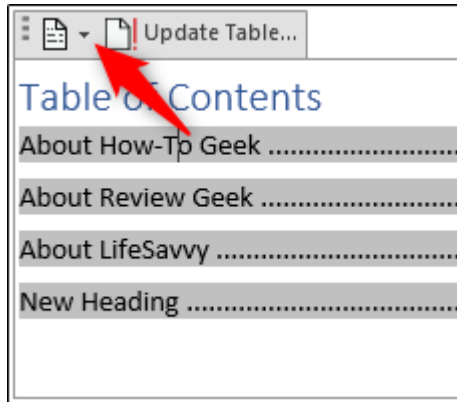 Update Table...
Table of Contents
About How-To Geek ..............................
About Review Geek ..............................
About LifeSavvy ..............................
New Heading ..............................